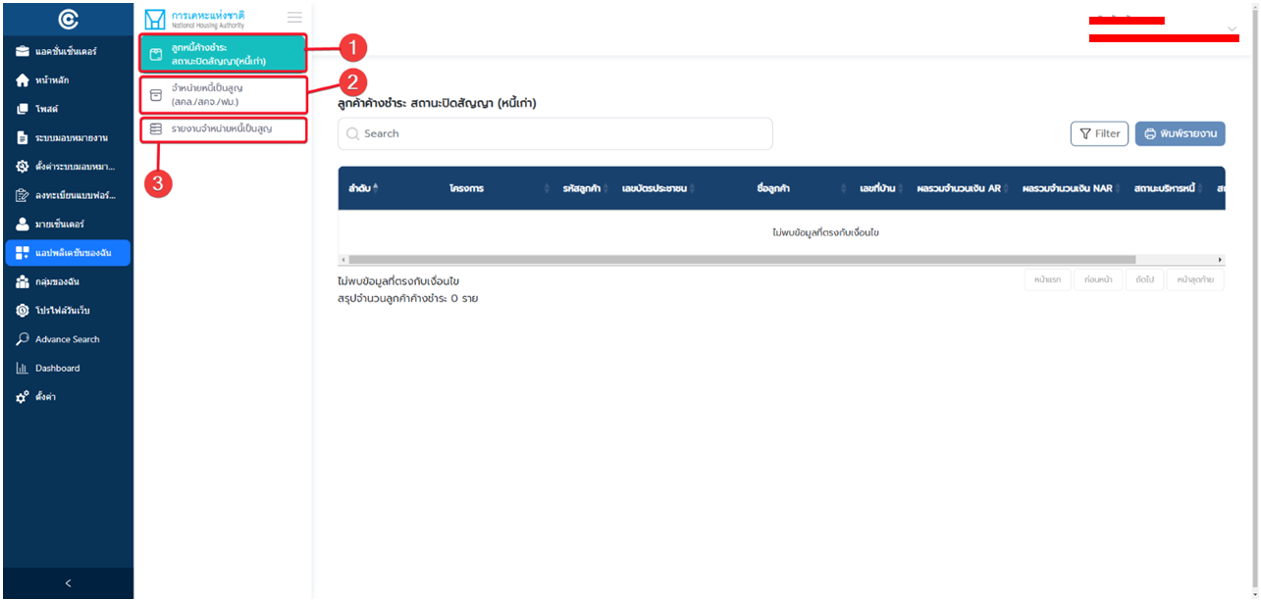 แอคชั่นเซ็นเตอร์
หน้าหลัก
โพสต์
ระบบมอบหมายงาน
ตั้งค่าระบบมอบหมา...
ลงทะเบียนแบบฟอร์...
มายเซ็นเตอร์
แอปพลิเคชันของฉัน
กลุ่มของฉัน
โปรไฟล์วันเว็บ
Advance Search
Dashboard
ตั้งค่า
การเคหะแห่งชาติ
National Housing Authority
ลูกหนี้ค้างชำระ
สถานะปิดสัญญา(หนี้เก่า)
1
จำหน่ายหนี้เป็นสูญ
(สคล./สคจ./ฟม.)
2
รายงานจำหน่ายหนี้เป็นสูญ
3
ลูกค้าค้างชำระ สถานะปิดสัญญา (หนี้เก่า)
Search
Filter
พิมพ์รายงาน
ลำดับ โครงการ รหัสลูกค้า เลขบัตรประชาชน ชื่อลูกค้า เลขที่บ้าน ผลรวมจำนวนเงิน AR ผลรวมจำนวนเงิน NAR สถานะบริหารหนี้
ไม่พบข้อมูลที่ตรงกับเงื่อนไข
ไม่พบข้อมูลที่ตรงกับเงื่อนไข
สรุปจำนวนลูกค้าค้างชำระ 0 ราย
หน้าแรก ก่อนหน้า ถัดไป หน้าสุดท้าย